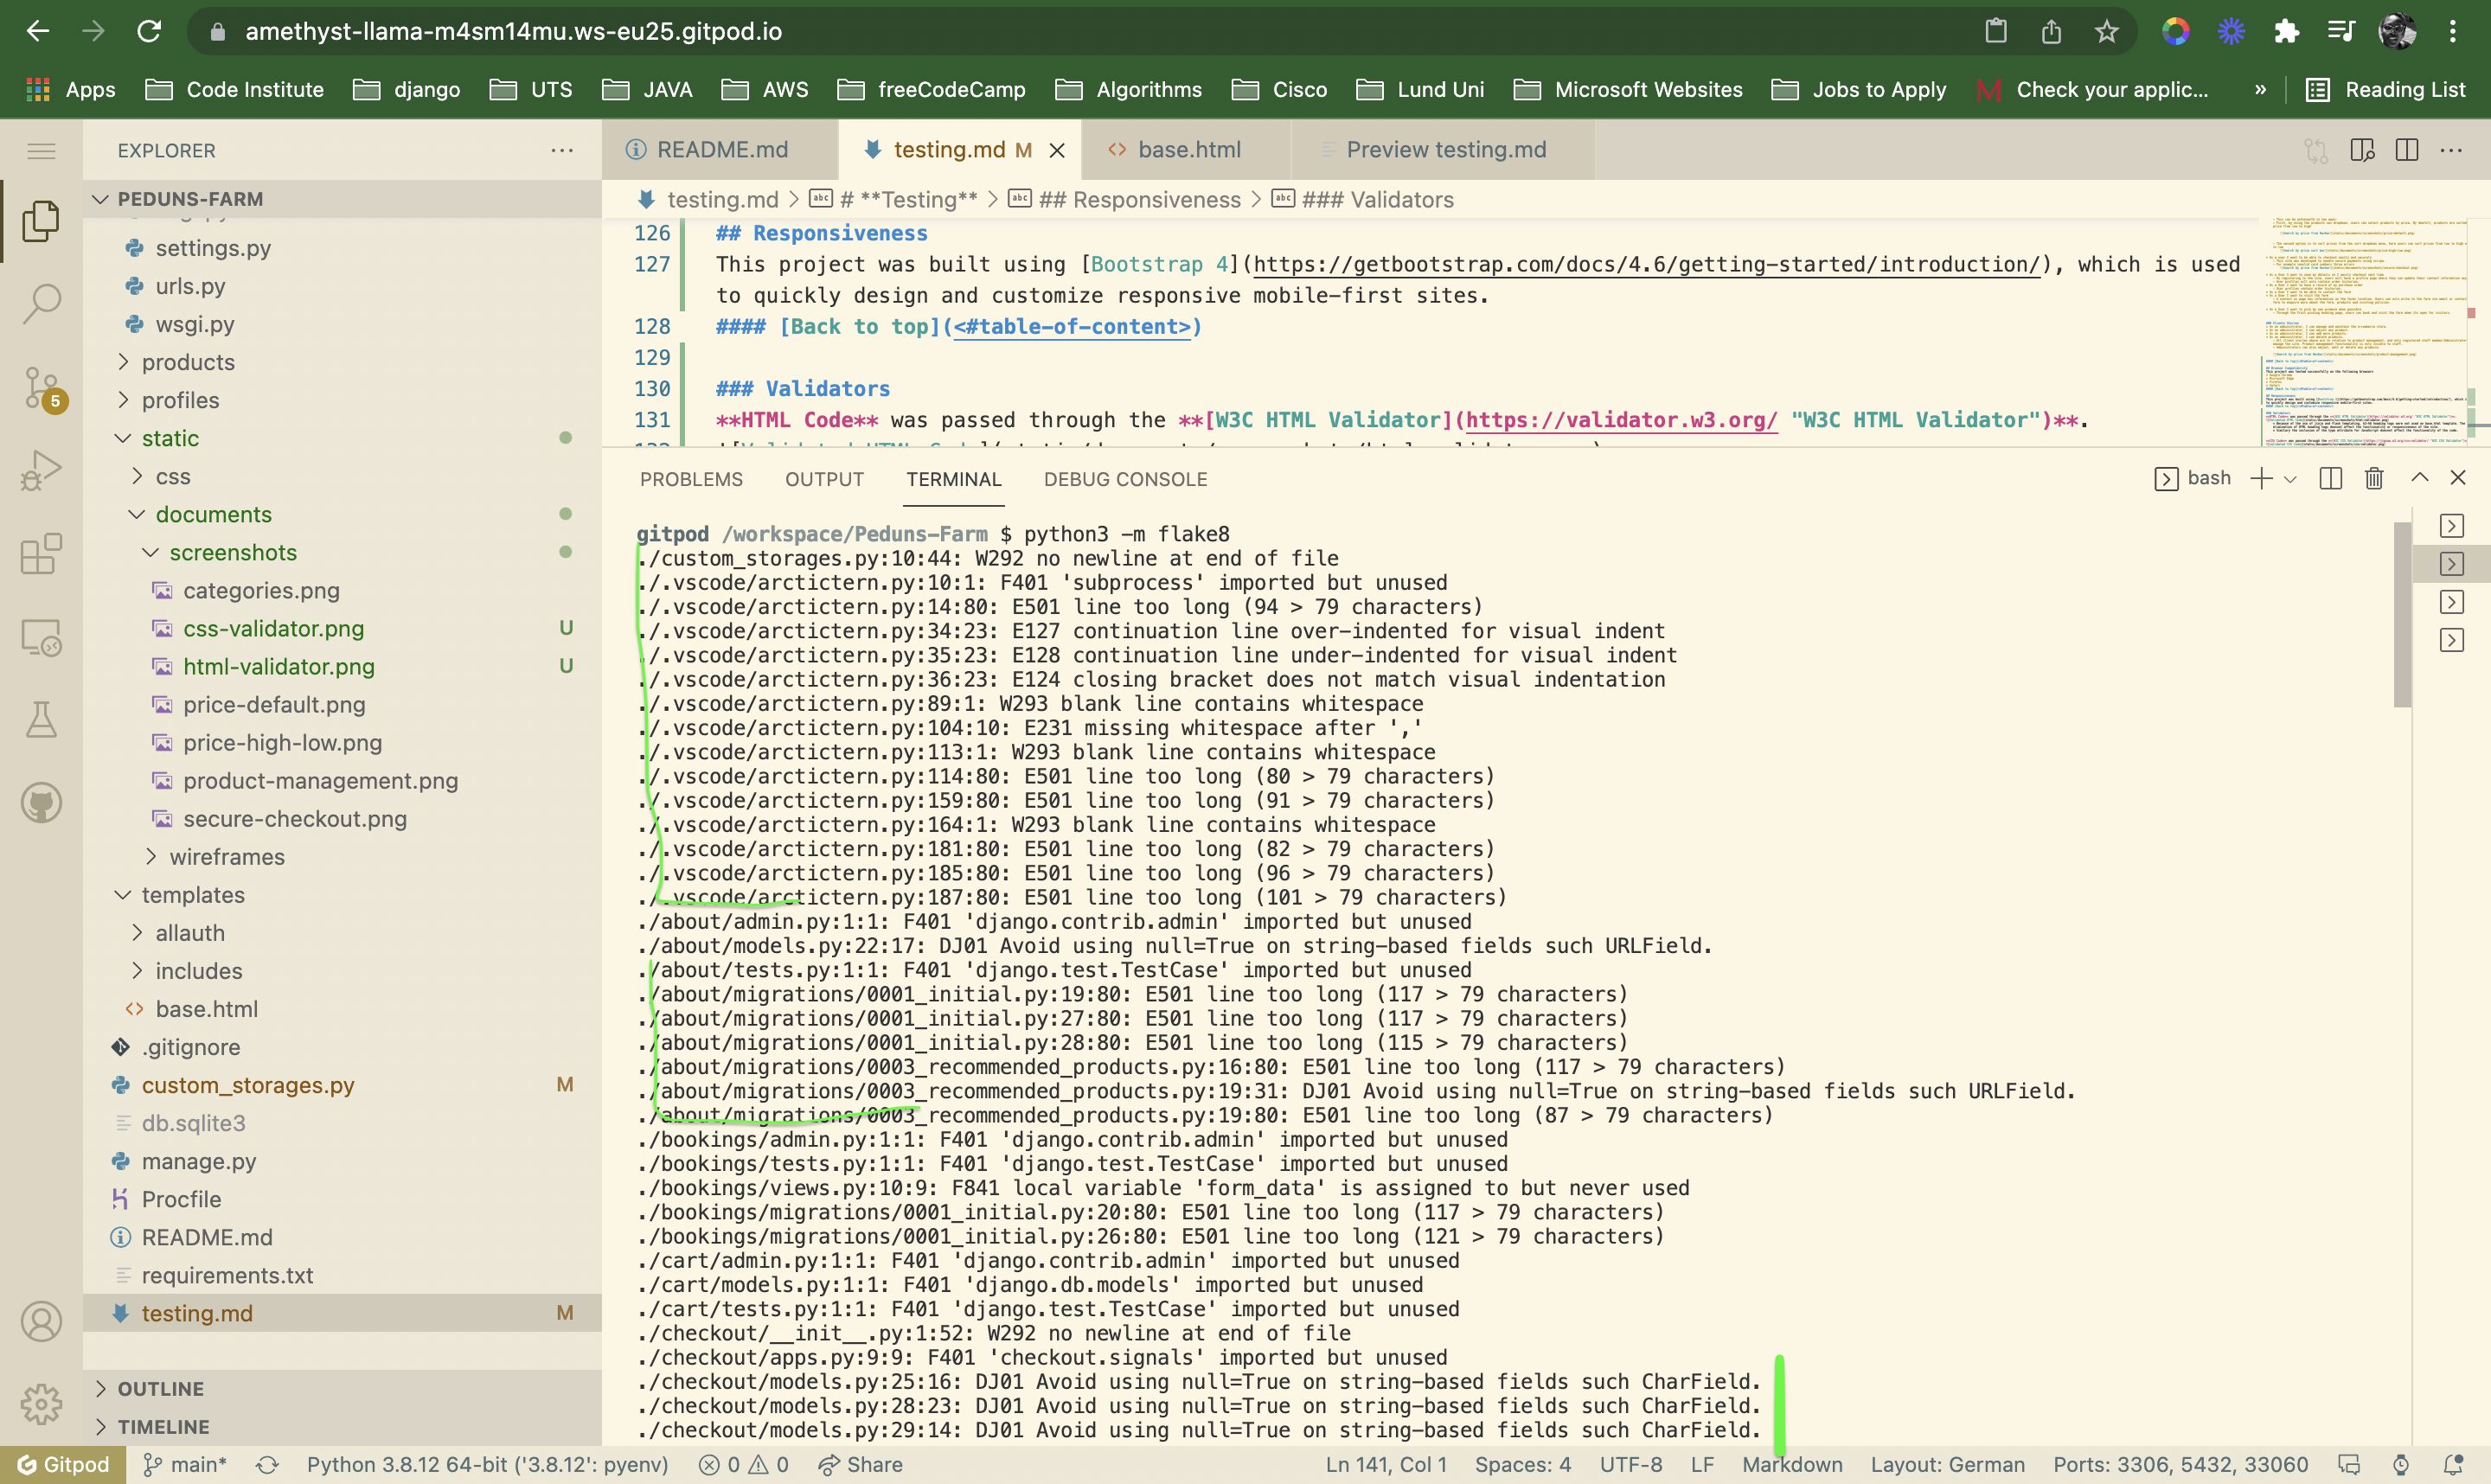 amethyst-llama-m4sm14mu.ws-eu25.gitpod.io
Apps Code Institute django UTS JAVA AWS freeCodeCamp Algorithms Cisco Lund Uni Microsoft Websites Jobs to Apply Check your applic... » Reading List
EXPLORER ···
README.md testing.md M base.html Preview testing.md
PEDUNS-FARM
testing.md > # **Testing** > ## Responsiveness > ### Validators
settings.py
urls.py
wsgi.py
products
profiles
static
css
documents
screenshots
categories.png
css-validator.png U
html-validator.png U
price-default.png
price-high-low.png
product-management.png
secure-checkout.png
wireframes
templates
allauth
includes
base.html
.gitignore
custom_storages.py M
db.sqlite3
manage.py
Procfile
README.md
requirements.txt
testing.md M
OUTLINE
TIMELINE
5
126 ## Responsiveness
127 This project was built using [Bootstrap 4](https://getbootstrap.com/docs/4.6/getting-started/introduction/), which is used
to quickly design and customize responsive mobile-first sites.
128 #### [Back to top](<#table-of-content>)
129
130 ### Validators
131 **HTML Code** was passed through the **[W3C HTML Validator](https://validator.w3.org/ "W3C HTML Validator")**.
PROBLEMS OUTPUT TERMINAL DEBUG CONSOLE bash
gitpod /workspace/Peduns-Farm $ python3 -m flake8
./custom_storages.py:10:44: W292 no newline at end of file
./.vscode/arctictern.py:10:1: F401 'subprocess' imported but unused
./.vscode/arctictern.py:14:80: E501 line too long (94 > 79 characters)
./.vscode/arctictern.py:34:23: E127 continuation line over-indented for visual indent
./.vscode/arctictern.py:35:23: E128 continuation line under-indented for visual indent
./.vscode/arctictern.py:36:23: E124 closing bracket does not match visual indentation
./.vscode/arctictern.py:89:1: W293 blank line contains whitespace
./.vscode/arctictern.py:104:10: E231 missing whitespace after ','
./.vscode/arctictern.py:113:1: W293 blank line contains whitespace
./.vscode/arctictern.py:114:80: E501 line too long (80 > 79 characters)
./.vscode/arctictern.py:159:80: E501 line too long (91 > 79 characters)
./.vscode/arctictern.py:164:1: W293 blank line contains whitespace
./.vscode/arctictern.py:181:80: E501 line too long (82 > 79 characters)
./.vscode/arctictern.py:185:80: E501 line too long (96 > 79 characters)
./.vscode/arctictern.py:187:80: E501 line too long (101 > 79 characters)
./about/admin.py:1:1: F401 'django.contrib.admin' imported but unused
./about/models.py:22:17: DJ01 Avoid using null=True on string-based fields such URLField.
./about/tests.py:1:1: F401 'django.test.TestCase' imported but unused
./about/migrations/0001_initial.py:19:80: E501 line too long (117 > 79 characters)
./about/migrations/0001_initial.py:27:80: E501 line too long (117 > 79 characters)
./about/migrations/0001_initial.py:28:80: E501 line too long (115 > 79 characters)
./about/migrations/0003_recommended_products.py:16:80: E501 line too long (117 > 79 characters)
./about/migrations/0003_recommended_products.py:19:31: DJ01 Avoid using null=True on string-based fields such URLField.
./about/migrations/0003_recommended_products.py:19:80: E501 line too long (87 > 79 characters)
./bookings/admin.py:1:1: F401 'django.contrib.admin' imported but unused
./bookings/tests.py:1:1: F401 'django.test.TestCase' imported but unused
./bookings/views.py:10:9: F841 local variable 'form_data' is assigned to but never used
./bookings/migrations/0001_initial.py:20:80: E501 line too long (117 > 79 characters)
./bookings/migrations/0001_initial.py:26:80: E501 line too long (121 > 79 characters)
./cart/admin.py:1:1: F401 'django.contrib.admin' imported but unused
./cart/models.py:1:1: F401 'django.db.models' imported but unused
./cart/tests.py:1:1: F401 'django.test.TestCase' imported but unused
./checkout/__init__.py:1:52: W292 no newline at end of file
./checkout/apps.py:9:9: F401 'checkout.signals' imported but unused
./checkout/models.py:25:16: DJ01 Avoid using null=True on string-based fields such CharField.
./checkout/models.py:28:23: DJ01 Avoid using null=True on string-based fields such CharField.
./checkout/models.py:29:14: DJ01 Avoid using null=True on string-based fields such CharField.
Gitpod main* Python 3.8.12 64-bit ('3.8.12': pyenv) 0 0 Share Ln 141, Col 1 Spaces: 4 UTF-8 LF Markdown Layout: German Ports: 3306, 5432, 33060